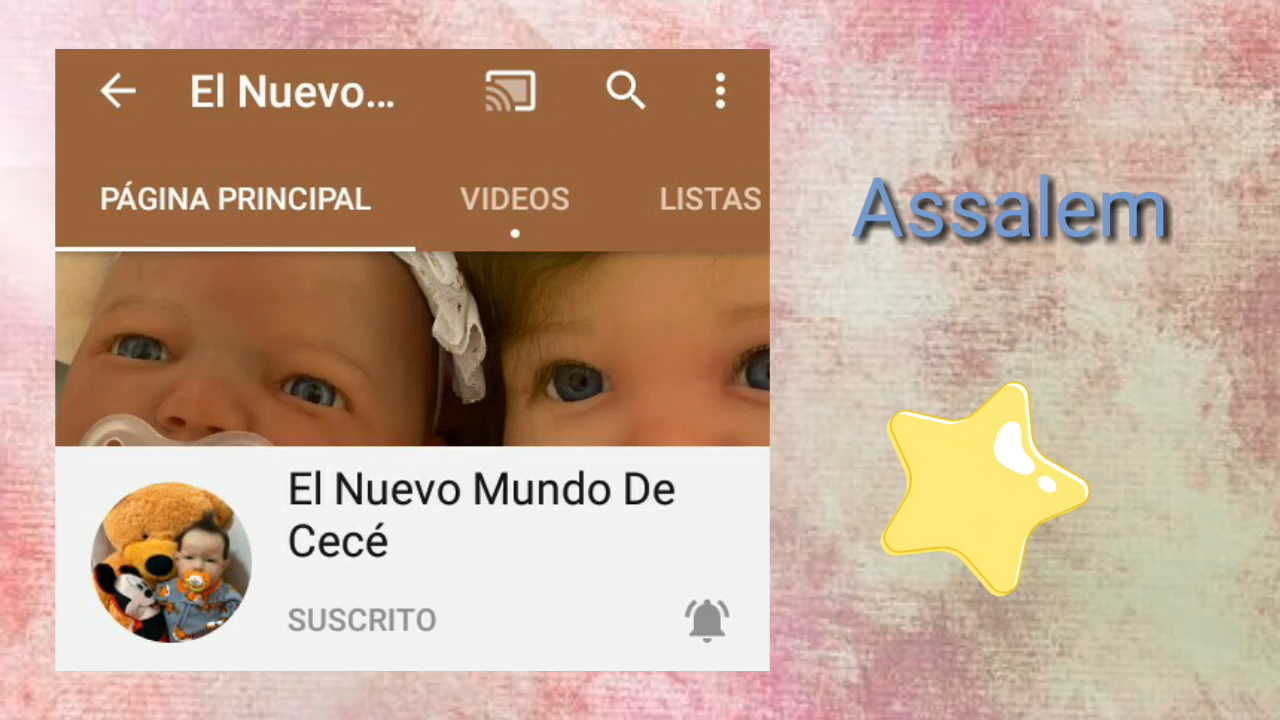 El Nuevo...
PÁGINA PRINCIPAL VIDEOS LISTAS
El Nuevo Mundo De
Cecé
SUSCRITO
Assalem